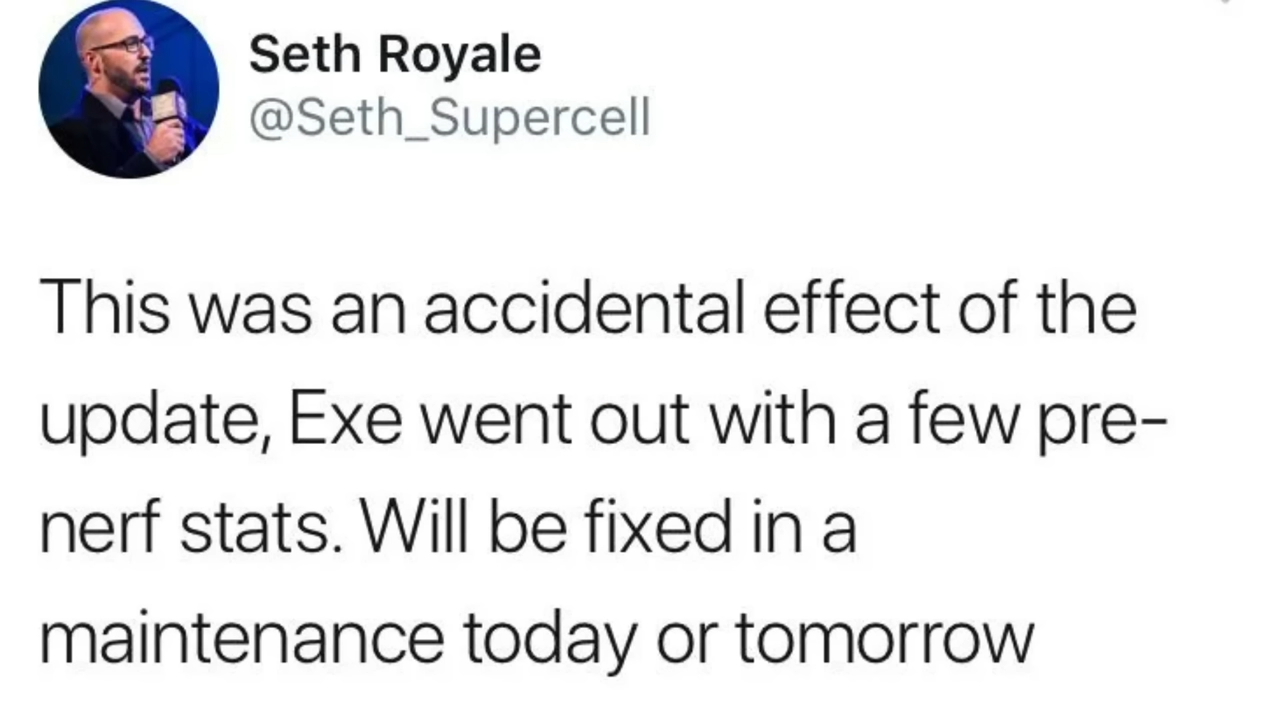 Seth Royale
@Seth_Supercell
This was an accidental effect of the
update, Exe went out with a few pre-
nerf stats. Will be fixed in a
maintenance today or tomorrow